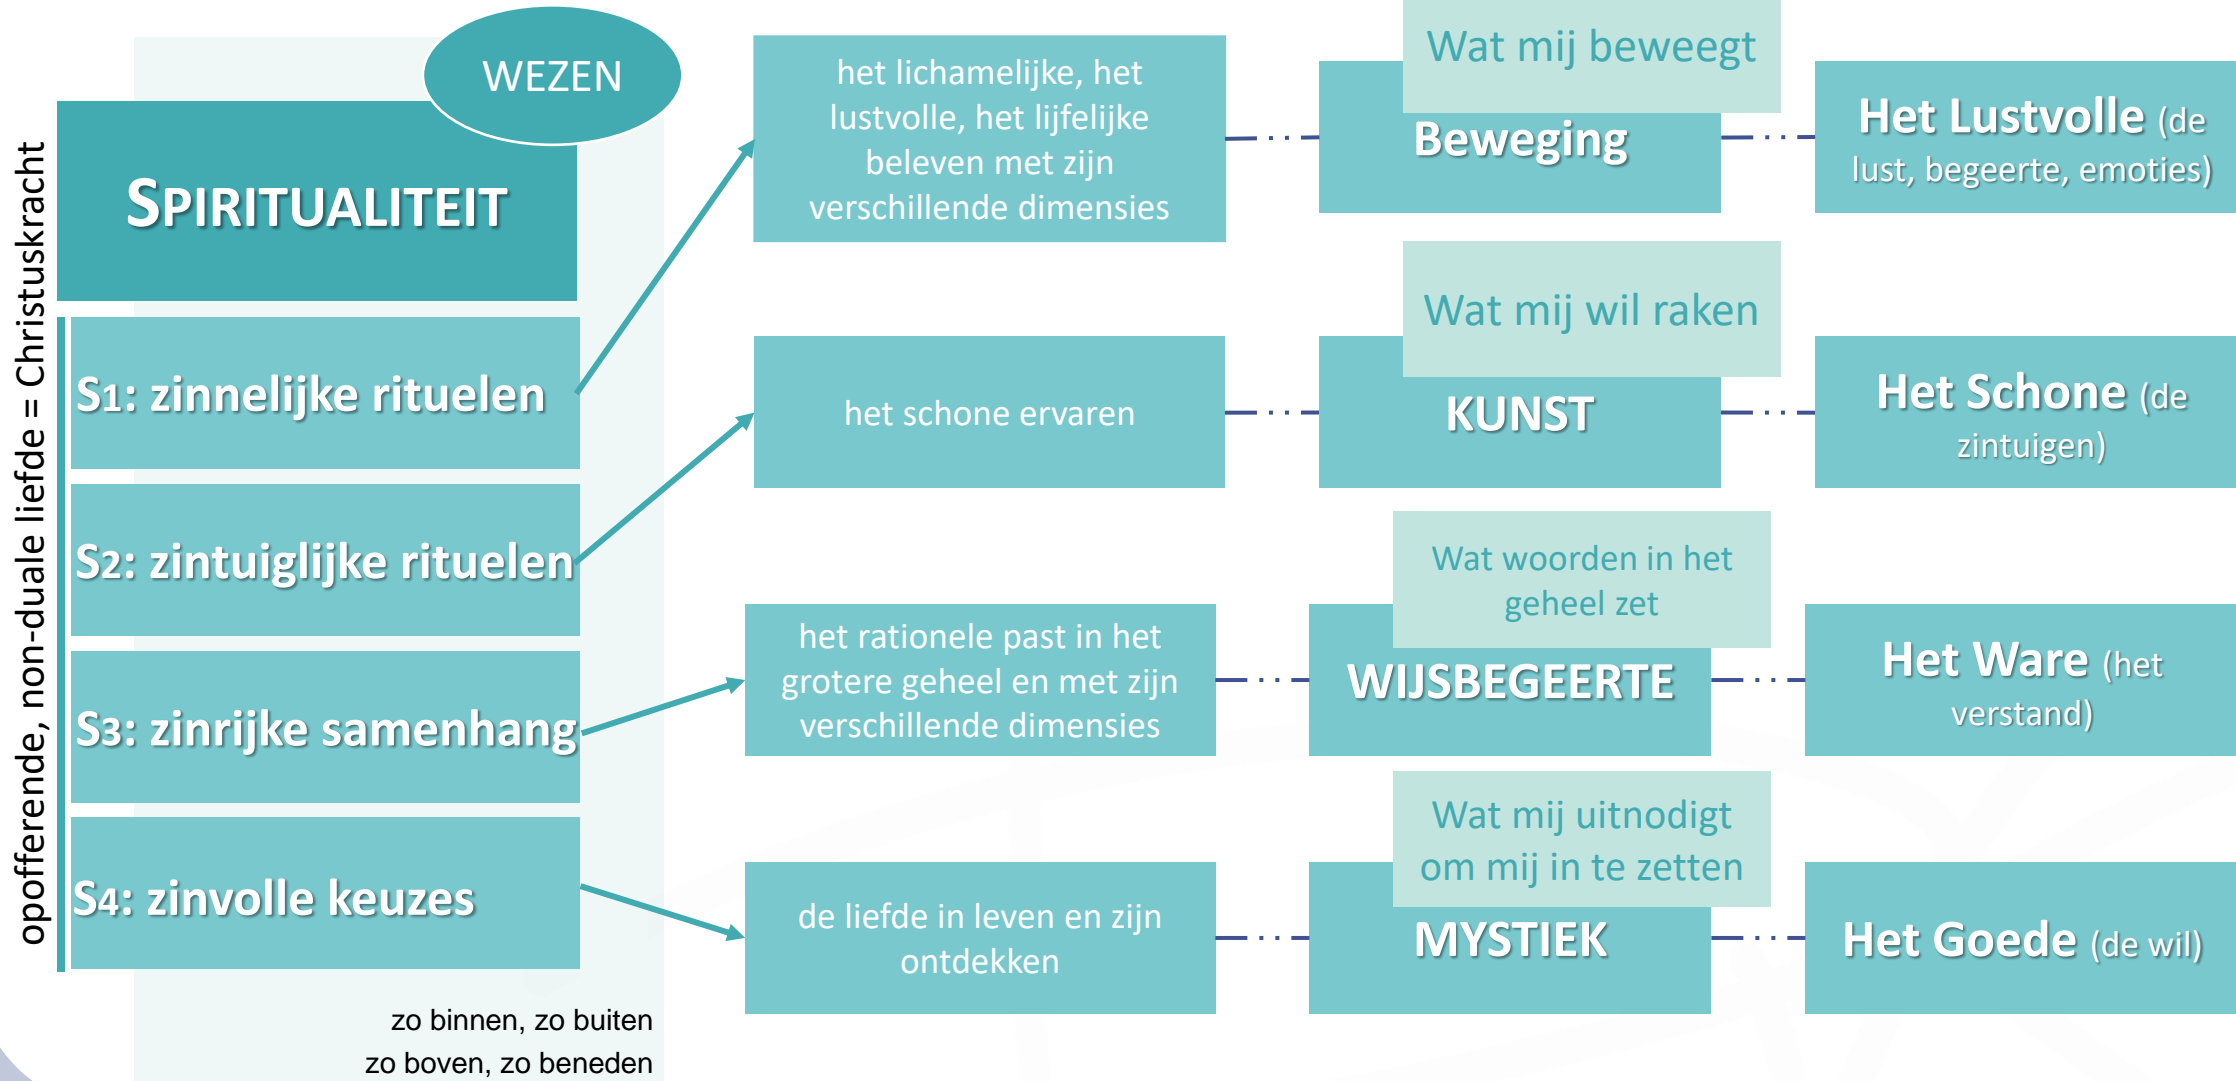 WEZEN
SPIRITUALITEIT
opofferende, non-duale liefde = Christuskracht
S1: zinnelijke rituelen
S2: zintuiglijke rituelen
S3: zinrijke samenhang
S4: zinvolle keuzes
zo binnen, zo buiten
zo boven, zo beneden
het lichamelijke, het
lustvolle, het lijfelijke
beleven met zijn
verschillende dimensies
Wat mij beweegt
Beweging
Het Lustvolle (de
lust, begeerte, emoties)
het schone ervaren
Wat mij wil raken
KUNST
Het Schone (de
zintuigen)
het rationele past in het
grotere geheel en met zijn
verschillende dimensies
Wat woorden in het
geheel zet
WIJSBEGEERTE
Het Ware (het
verstand)
de liefde in leven en zijn
ontdekken
Wat mij uitnodigt
om mij in te zetten
MYSTIEK
Het Goede (de wil)